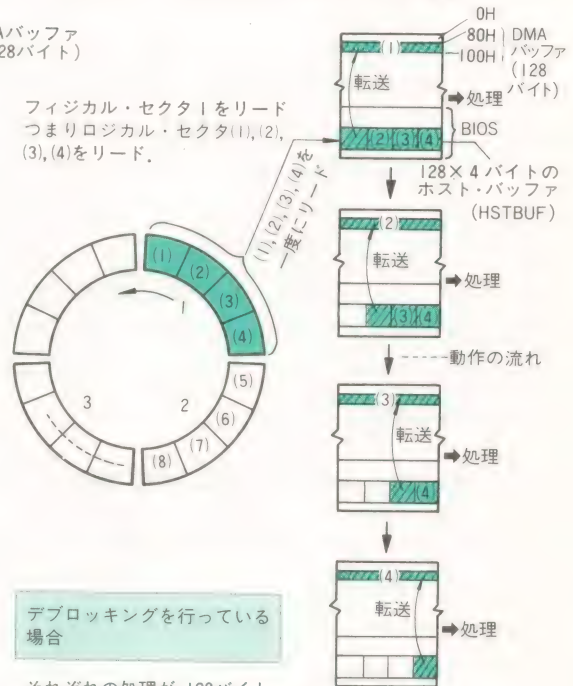 Aバッファ
28バイト)
フィジカル・セクタ1をリード
つまりロジカル・セクタ(1),(2),
(3),(4)をリード.
(1),(2),(3),(4)を
一度にリード
(1)
(2)
(3)
(4)
(5)
(6)
(7)
(8)
1
2
3
0H
80H
100H
DMA
バッファ
(128
バイト)
(1)
転送
➡処理
BIOS
(2)
(3)
(4)
128×4バイトの
ホスト・バッファ
(HSTBUF)
(2)
転送
➡処理
(3)
(4)
-----動作の流れ
(3)
転送
➡処理
(4)
(4)
転送
➡処理
デブロッキングを行っている
場合
それぞれの処理が,128バイト